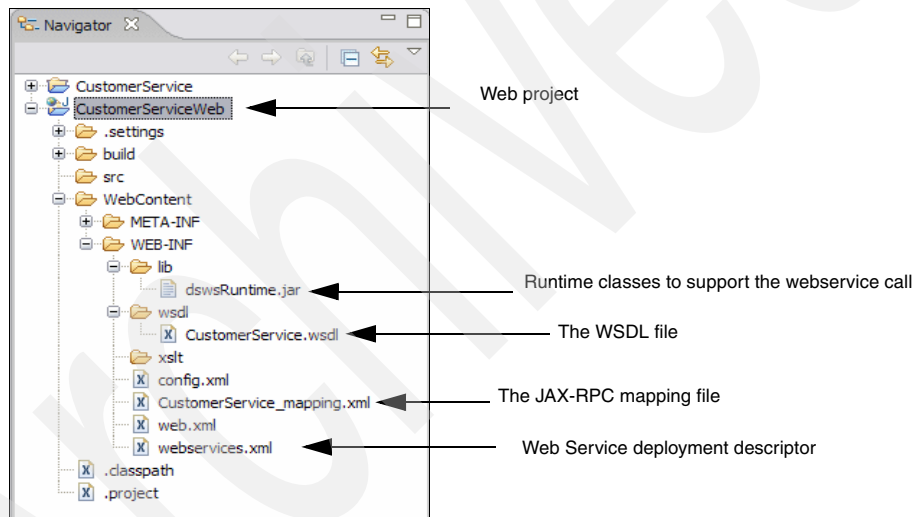 Navigator
CustomerService
CustomerServiceWeb
Web project
.settings
build
src
WebContent
META-INF
WEB-INF
lib
dswsRuntime.jar
Runtime classes to support the webservice call
wsdl
CustomerService.wsdl
The WSDL file
xslt
config.xml
CustomerService_mapping.xml
The JAX-RPC mapping file
web.xml
webservices.xml
Web Service deployment descriptor
.classpath
.project